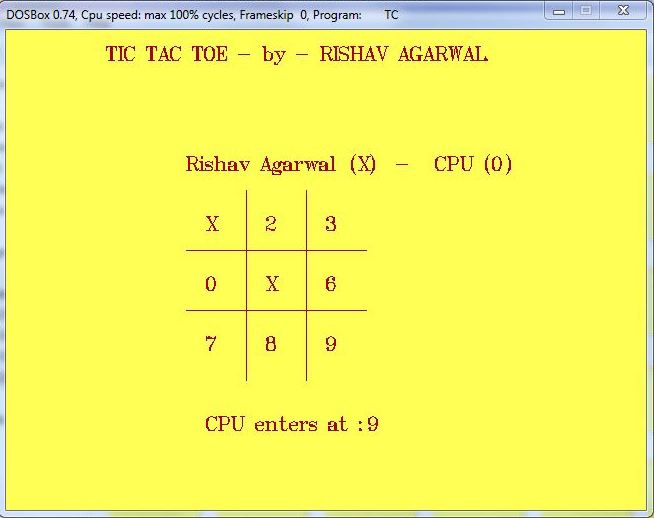 DOSBox 0.74, Cpu speed: max 100% cycles, Frameskip 0, Program: TC
TIC TAC TOE - by - RISHAV AGARWAL
Rishav Agarwal (X) - CPU (0)
X 2 3
0 X 6
7 8 9
CPU enters at :9